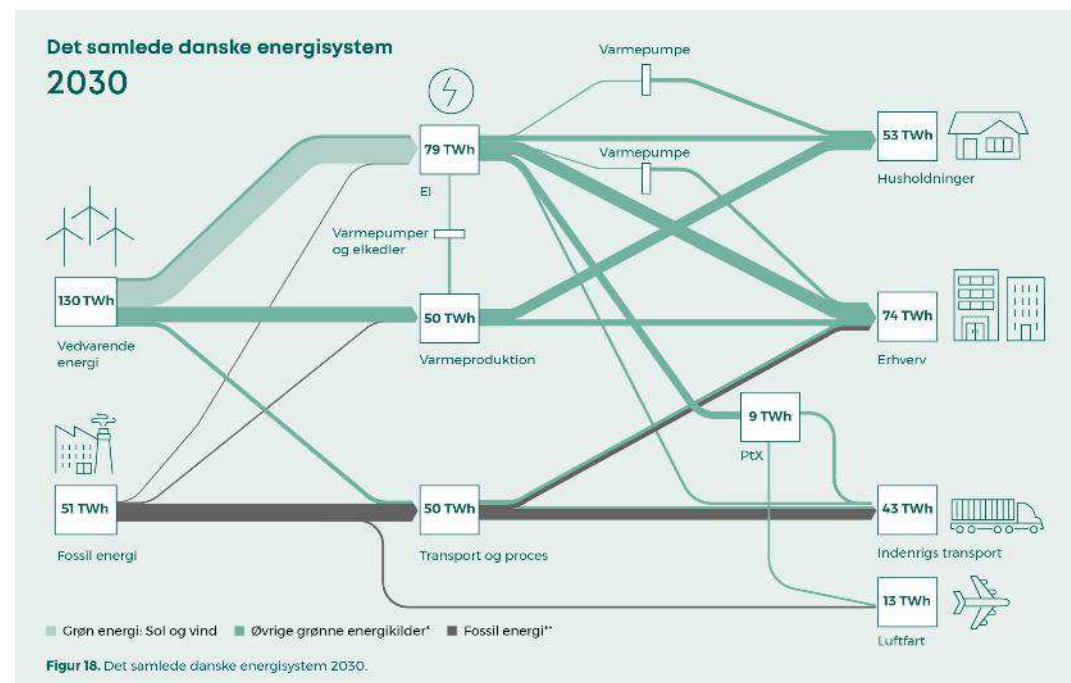 Det samlede danske energisystem
2030
Varmepumpe
79 TWh
El
53 TWh
Husholdninger
Varmepumpe
Varmepumper
og elkedler
130 TWh
Vedvarende
energi
50 TWh
Varmeproduktion
74 TWh
Erhverv
9 TWh
PtX
51 TWh
Fossil energi
50 TWh
Transport og proces
43 TWh
Indenrigs transport
13 TWh
Luftfart
Grøn energi: Sol og vind
Øvrige grønne energikilder*
Fossil energi**
Figur 18. Det samlede danske energisystem 2030.